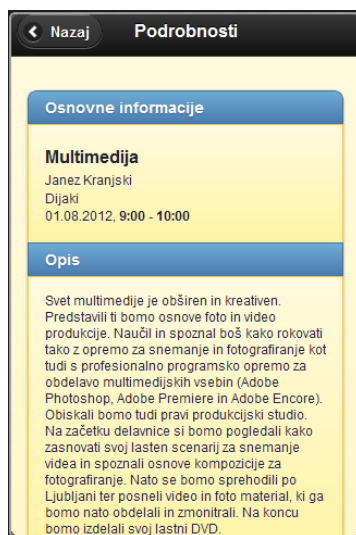 Nazaj Podrobnosti
Osnovne informacije
Multimedija
Janez Kranjski
Dijaki
01.08.2012, 9:00 - 10:00
Opis
Svet multimedije je obširen in kreativen.
Predstavili ti bomo osnove foto in video
produkcije. Naučil in spoznal boš kako rokovati
tako z opremo za snemanje in fotografiranje kot
tudi s profesionalno programsko opremo za
obdelavo multimedijskih vsebin (Adobe
Photoshop, Adobe Premiere in Adobe Encore).
Obiskali bomo tudi pravi produkcijski studio.
Na začetku delavnice si bomo pogledali kako
zasnovati svoj lasten scenarij za snemanje
videa in spoznali osnove kompozicije za
fotografiranje. Nato se bomo sprehodili po
Ljubljani ter posneli video in foto material, ki ga
bomo nato obdelali in zmonitrali. Na koncu
bomo izdelali svoj lastni DVD.